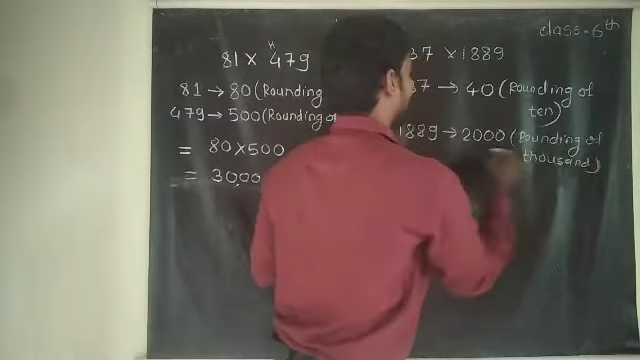 class-6th
H
81 × 479
81 → 80 (Rounding
479 → 500 (Rounding o
= 80 × 500
= 3000
37 × 1889
37 → 40 (Rounding of
ten)
1889 → 2000 (Rounding of
thousand)